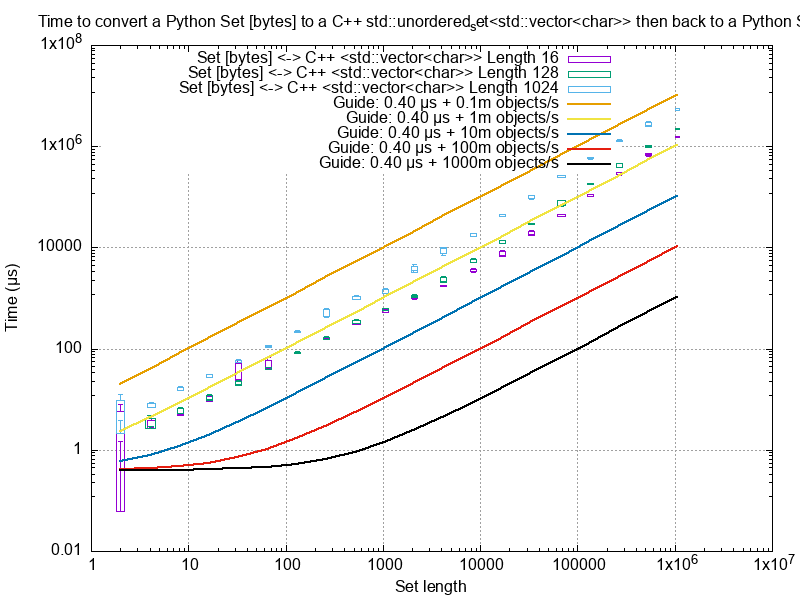 Time to convert a Python Set [bytes] to a C++ std::unordered_set<std::vector<char>> then back to a Python S
1x10^8
Set [bytes] <-> C++ <std::vector<char>> Length 16
Set [bytes] <-> C++ <std::vector<char>> Length 128
Set [bytes] <-> C++ <std::vector<char>> Length 1024
Guide: 0.40 µs + 0.1m objects/s
Guide: 0.40 µs + 1m objects/s
Guide: 0.40 µs + 10m objects/s
Guide: 0.40 µs + 100m objects/s
Guide: 0.40 µs + 1000m objects/s
1x10^6
10000
100
1
0.01
Time (µs)
1 10 100 1000 10000 100000 1x10^6 1x10^7
Set length